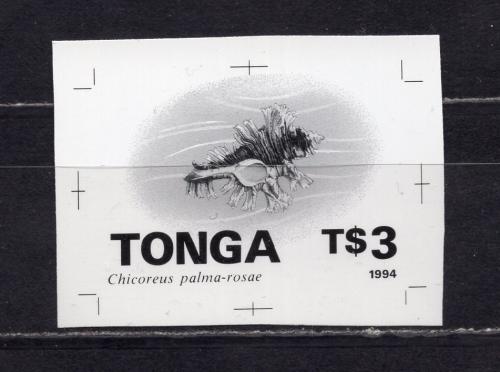 TONGA T$3
Chicoreus palma-rosae 1994